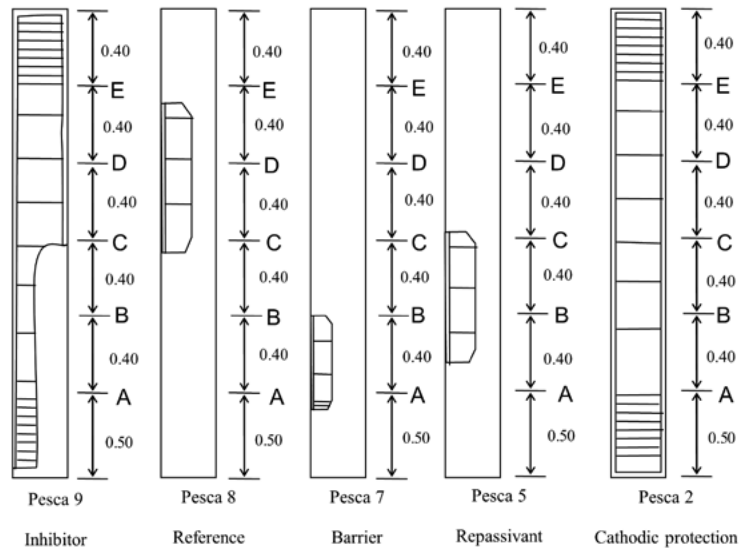 0.40 0.40 0.40 0.40 0.40
E E E E E
0.40 0.40 0.40 0.40 0.40
D D D D D
0.40 0.40 0.40 0.40 0.40
C C C C C
0.40 0.40 0.40 0.40 0.40
B B B B B
0.40 0.40 0.40 0.40 0.40
A A A A A
0.50 0.50 0.50 0.50 0.50
Pesca 9 Pesca 8 Pesca 7 Pesca 5 Pesca 2
Inhibitor Reference Barrier Repassivant Cathodic protection